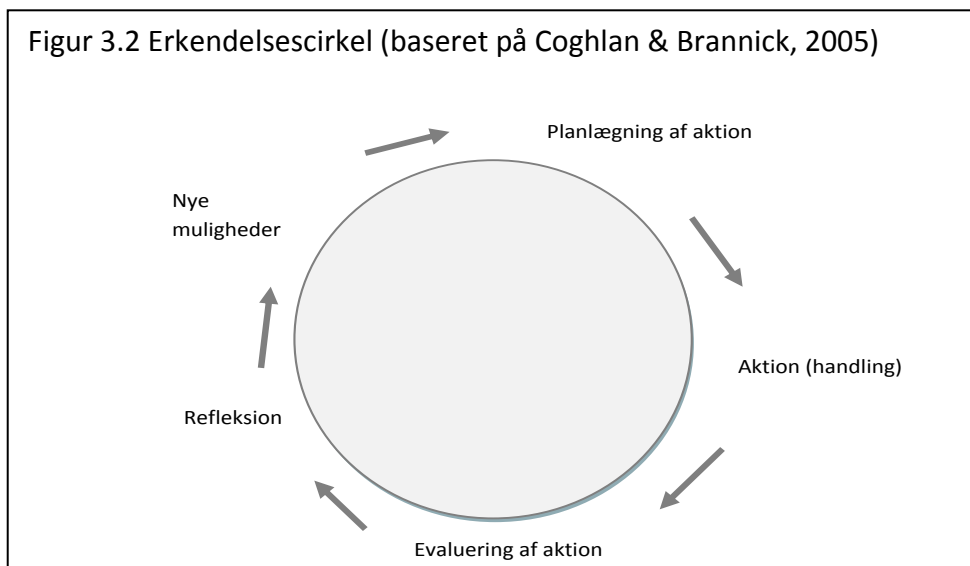 Figur 3.2 Erkendelsescirkel (baseret på Coghlan & Brannick, 2005)
Planlægning af aktion
Nye
muligheder
Aktion (handling)
Refleksion
Evaluering af aktion